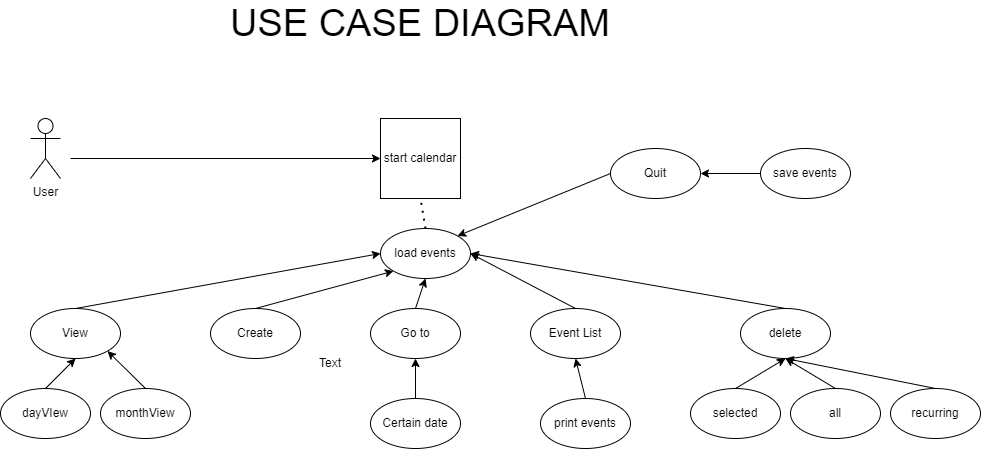 USE CASE DIAGRAM
start calendar
Quit
save events
User
load events
View
Create
Go to
Event List
delete
Text
dayVIew
monthView
Certain date
print events
selected
all
recurring